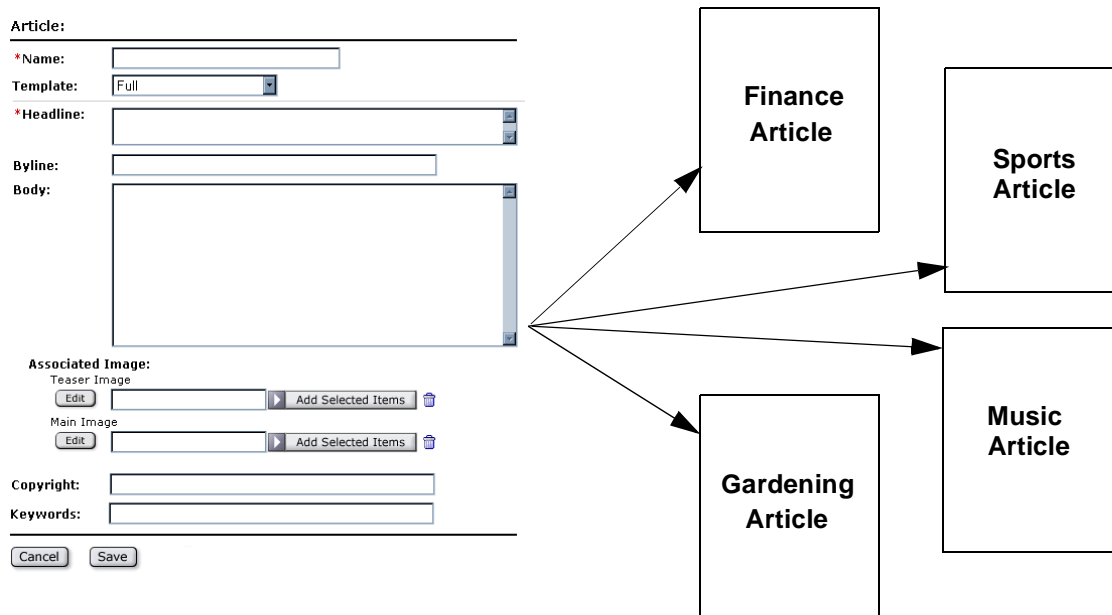 Article:
*Name:
Template: Full
*Headline:
Byline:
Body:
Associated Image:
Teaser Image
Edit Add Selected Items
Main Image
Edit Add Selected Items
Copyright:
Keywords:
Cancel Save
Finance
Article
Sports
Article
Music
Article
Gardening
Article